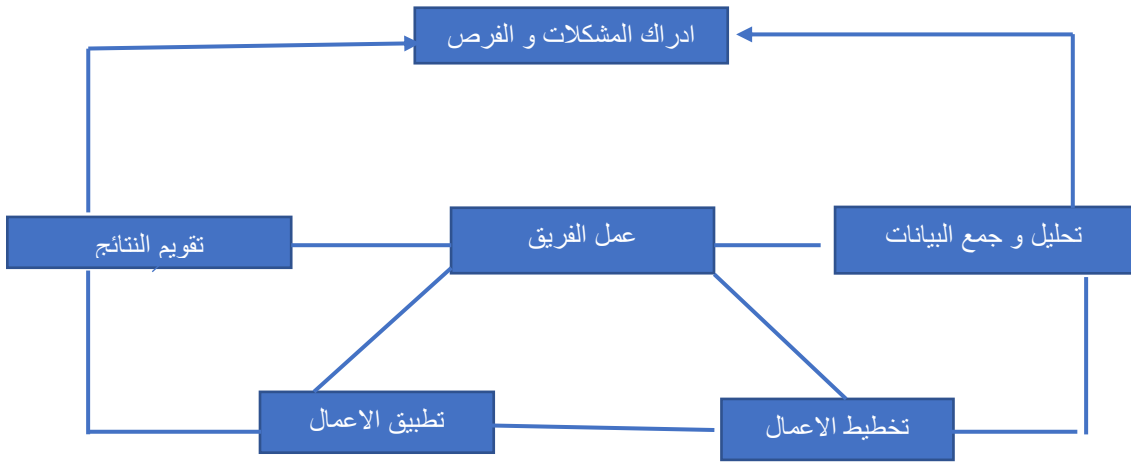 ادراك المشكلات و الفرص
تحليل و جمع البيانات
عمل الفريق
تقويم النتائج
تخطيط الاعمال
تطبيق الاعمال